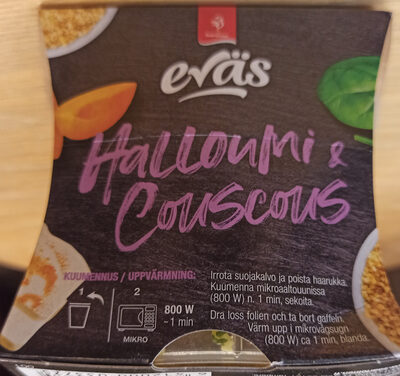 eväs
Halloumi &
Couscous
KUUMENNUS / UPPVÄRMNING:
1
2
800 W
~ 1 min
MIKRO
Irrota suojakalvo ja poista haarukka.
Kuumenna mikroaaltouunissa
(800 W) n. 1 min, sekoita.
Dra loss folien och ta bort gaffeln.
Värm upp i mikrovågsugn
(800 W) ca 1 min, blanda.